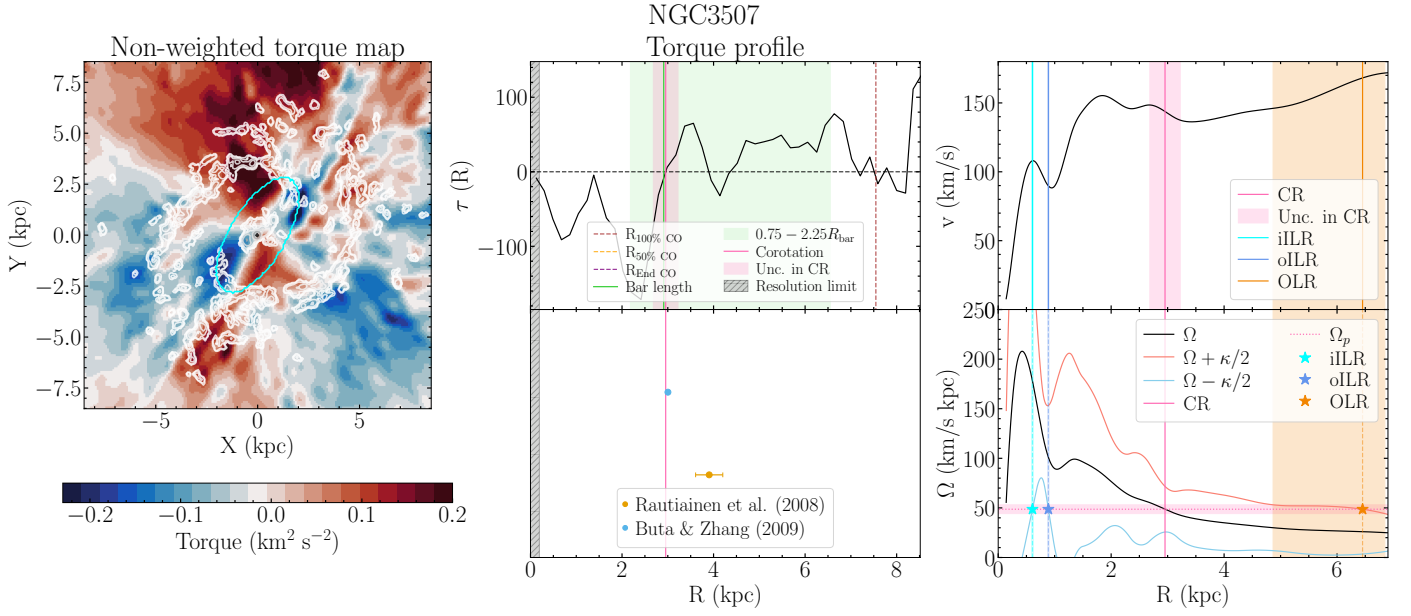 NGC3507
Non-weighted torque map
7.5
5.0
2.5
0.0
−2.5
−5.0
−7.5
Y (kpc)
−5
0
5
X (kpc)
−0.2
−0.1
0.0
0.1
0.2
Torque (km² s⁻²)
Torque profile
100
0
−100
τ (R)
R₁₀₀% CO
R₅₀% CO
R_End CO
Bar length
0.75 − 2.25R_bar
Corotation
Unc. in CR
Resolution limit
Rautiainen et al. (2008)
Buta & Zhang (2009)
0
2
4
6
8
R (kpc)
150
100
50
v (km/s)
CR
Unc. in CR
iILR
oILR
OLR
250
200
150
100
50
0
Ω (km/s kpc)
Ω
Ω + κ/2
Ω − κ/2
CR
Ω_p
iILR
oILR
OLR
0
2
4
6
R (kpc)